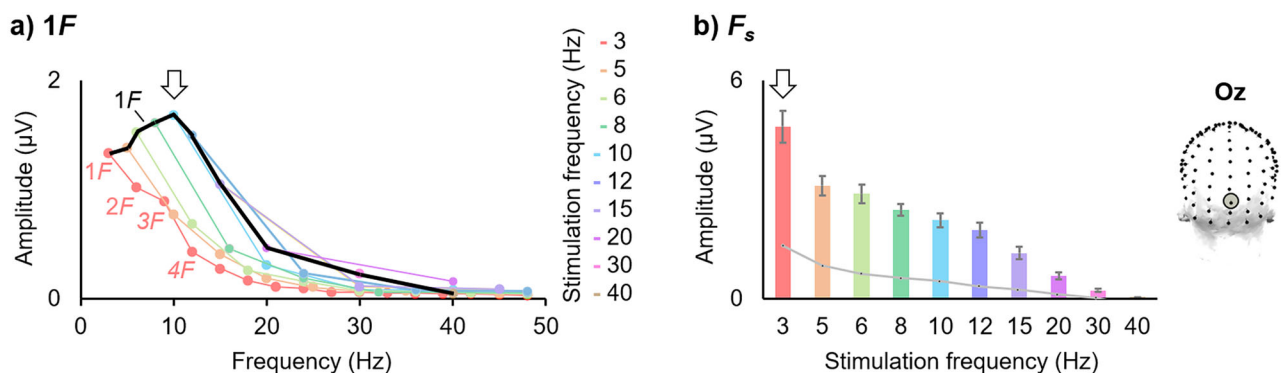 a) 1F
Amplitude (μV)
2
0
1F
1F
2F
3F
4F
0 10 20 30 40 50
Frequency (Hz)
Stimulation frequency (Hz)
3
5
6
8
10
12
15
20
30
40
b) Fs
Amplitude (μV)
6
0
3 5 6 8 10 12 15 20 30 40
Stimulation frequency (Hz)
Oz